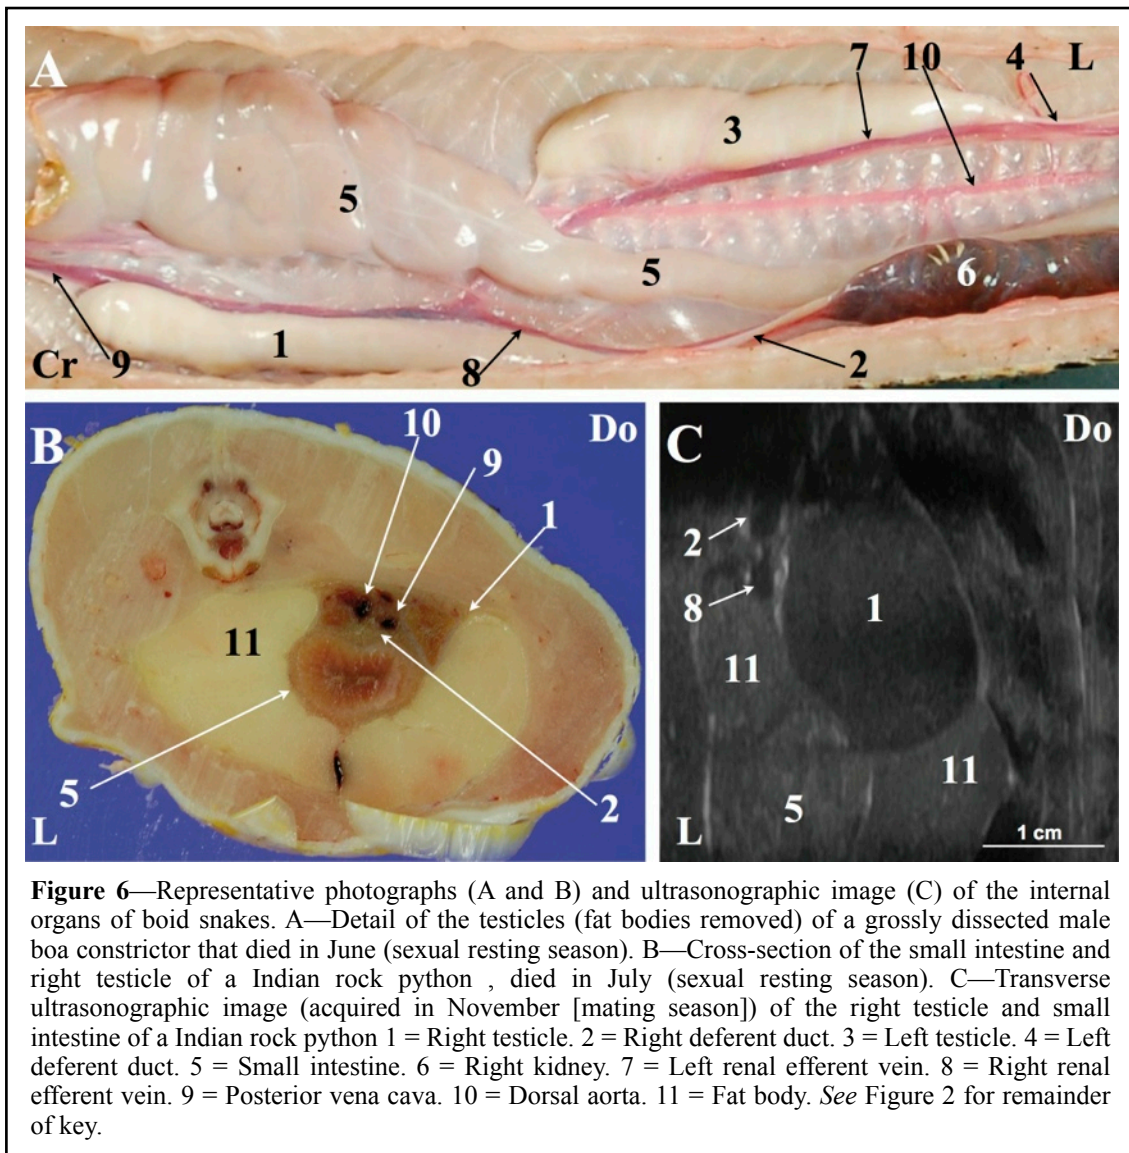 A
7
10
4
L
3
5
5
6
1
Cr
9
8
2
B
10
Do
9
1
11
5
2
L
C
Do
2
8
1
11
11
5
L
1 cm
Figure 6—Representative photographs (A and B) and ultrasonographic image (C) of the internal
organs of boid snakes. A—Detail of the testicles (fat bodies removed) of a grossly dissected male
boa constrictor that died in June (sexual resting season). B—Cross-section of the small intestine and
right testicle of a Indian rock python , died in July (sexual resting season). C—Transverse
ultrasonographic image (acquired in November [mating season]) of the right testicle and small
intestine of a Indian rock python 1 = Right testicle. 2 = Right deferent duct. 3 = Left testicle. 4 = Left
deferent duct. 5 = Small intestine. 6 = Right kidney. 7 = Left renal efferent vein. 8 = Right renal
efferent vein. 9 = Posterior vena cava. 10 = Dorsal aorta. 11 = Fat body. See Figure 2 for remainder
of key.